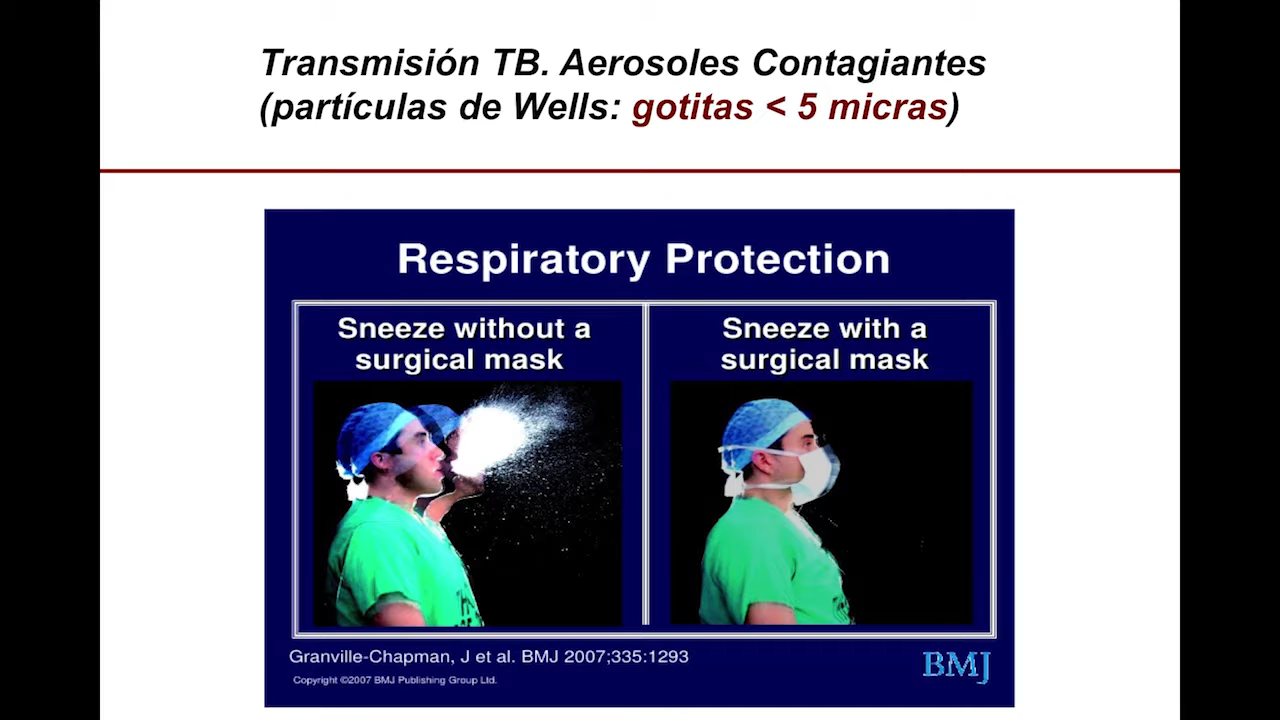 Transmisión TB. Aerosoles Contagiantes
(partículas de Wells: gotitas < 5 micras)
Respiratory Protection
Sneeze without a
surgical mask
Sneeze with a
surgical mask
Granville-Chapman, J et al. BMJ 2007;335:1293
Copyright ©2007 BMJ Publishing Group Ltd.
BMJ